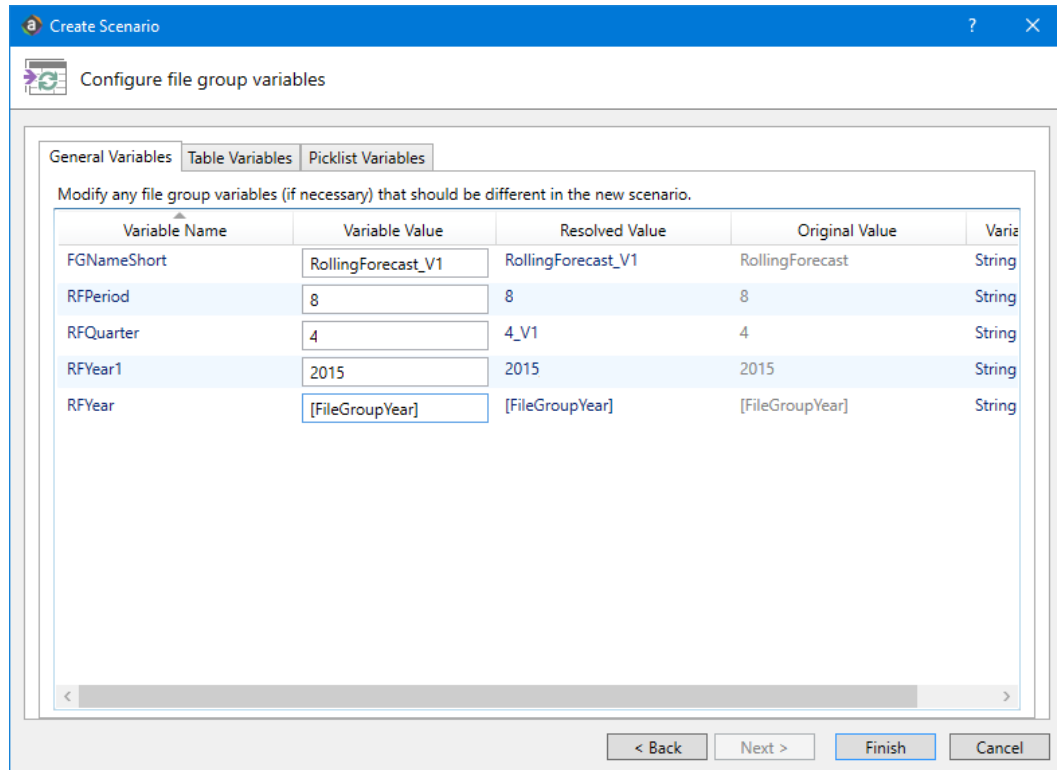 a Create Scenario ?
Configure file group variables
General Variables Table Variables Picklist Variables
Modify any file group variables (if necessary) that should be different in the new scenario.
Variable Name Variable Value Resolved Value Original Value Varia
FGNameShort RollingForecast_V1 RollingForecast_V1 RollingForecast String
RFPeriod 8 8 8 String
RFQuarter 4 4_V1 4 String
RFYear1 2015 2015 2015 String
RFYear [FileGroupYear] [FileGroupYear] [FileGroupYear] String
< Back Next > Finish Cancel